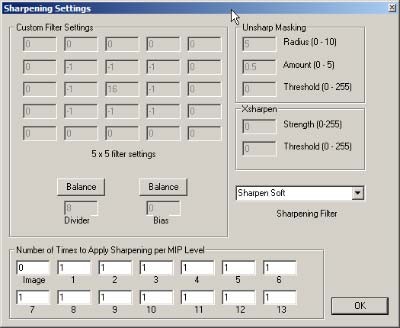 Sharpening Settings
Custom Filter Settings
0 0 0 0 0
0 -1 -1 -1 0
0 -1 16 -1 0
0 -1 -1 -1 0
0 0 0 0 0
5 x 5 filter settings
Balance Balance
8 0
Divider Bias
Unsharp Masking
5 Radius (0 - 10)
0.5 Amount (0 - 5)
0 Threshold (0 - 255)
Xsharpen
0 Strength (0-255)
0 Threshold (0 - 255)
Sharpen Soft
Sharpening Filter
Number of Times to Apply Sharpening per MIP Level
0 1 1 1 1 1 1
Image 1 2 3 4 5 6
1 1 1 1 1 1 1
7 8 9 10 11 12 13
OK